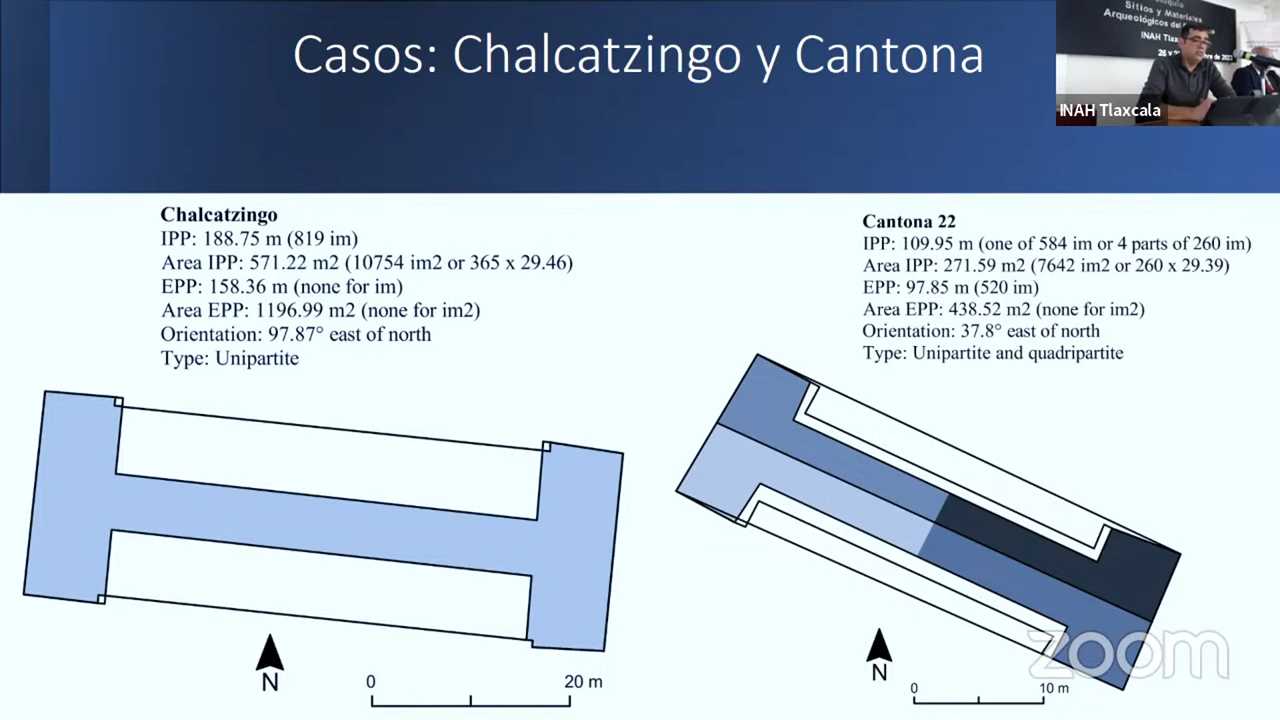 Casos: Chalcatzingo y Cantona
Sitios y Materiales
Arqueológicos del
INAH
INAH Tlaxcala
Chalcatzingo
IPP: 188.75 m (819 im)
Area IPP: 571.22 m2 (10754 im2 or 365 x 29.46)
EPP: 158.36 m (none for im)
Area EPP: 1196.99 m2 (none for im2)
Orientation: 97.87° east of north
Type: Unipartite
Cantona 22
IPP: 109.95 m (one of 584 im or 4 parts of 260 im)
Area IPP: 271.59 m2 (7642 im2 or 260 x 29.39)
EPP: 97.85 m (520 im)
Area EPP: 438.52 m2 (none for im2)
Orientation: 37.8° east of north
Type: Unipartite and quadripartite
N
0 20 m
N
0 10 m
zoom